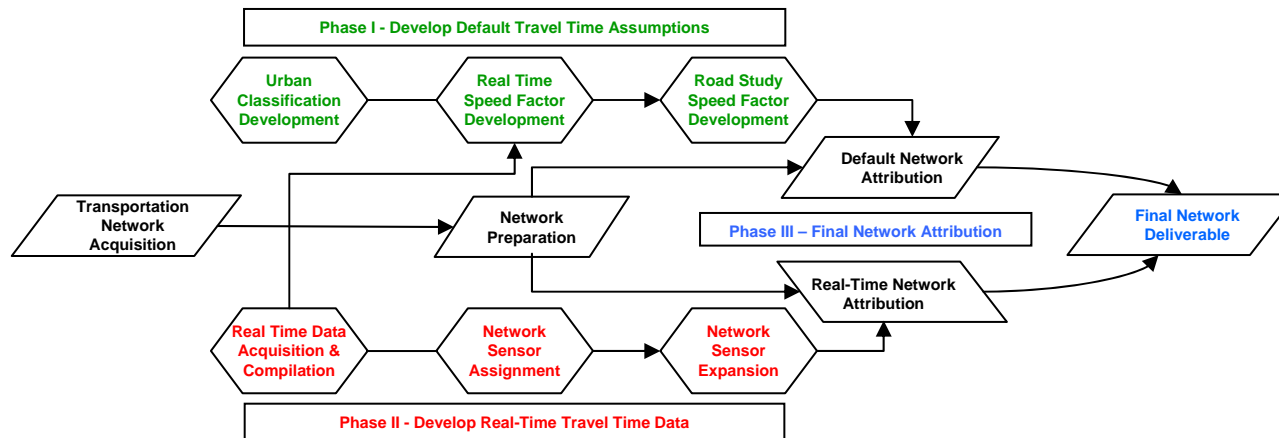 Phase I - Develop Default Travel Time Assumptions
Urban
Classification
Development
Real Time
Speed Factor
Development
Road Study
Speed Factor
Development
Default Network
Attribution
Transportation
Network
Acquisition
Network
Preparation
Phase III – Final Network Attribution
Final Network
Deliverable
Real-Time Network
Attribution
Real Time Data
Acquisition &
Compilation
Network
Sensor
Assignment
Network
Sensor
Expansion
Phase II - Develop Real-Time Travel Time Data